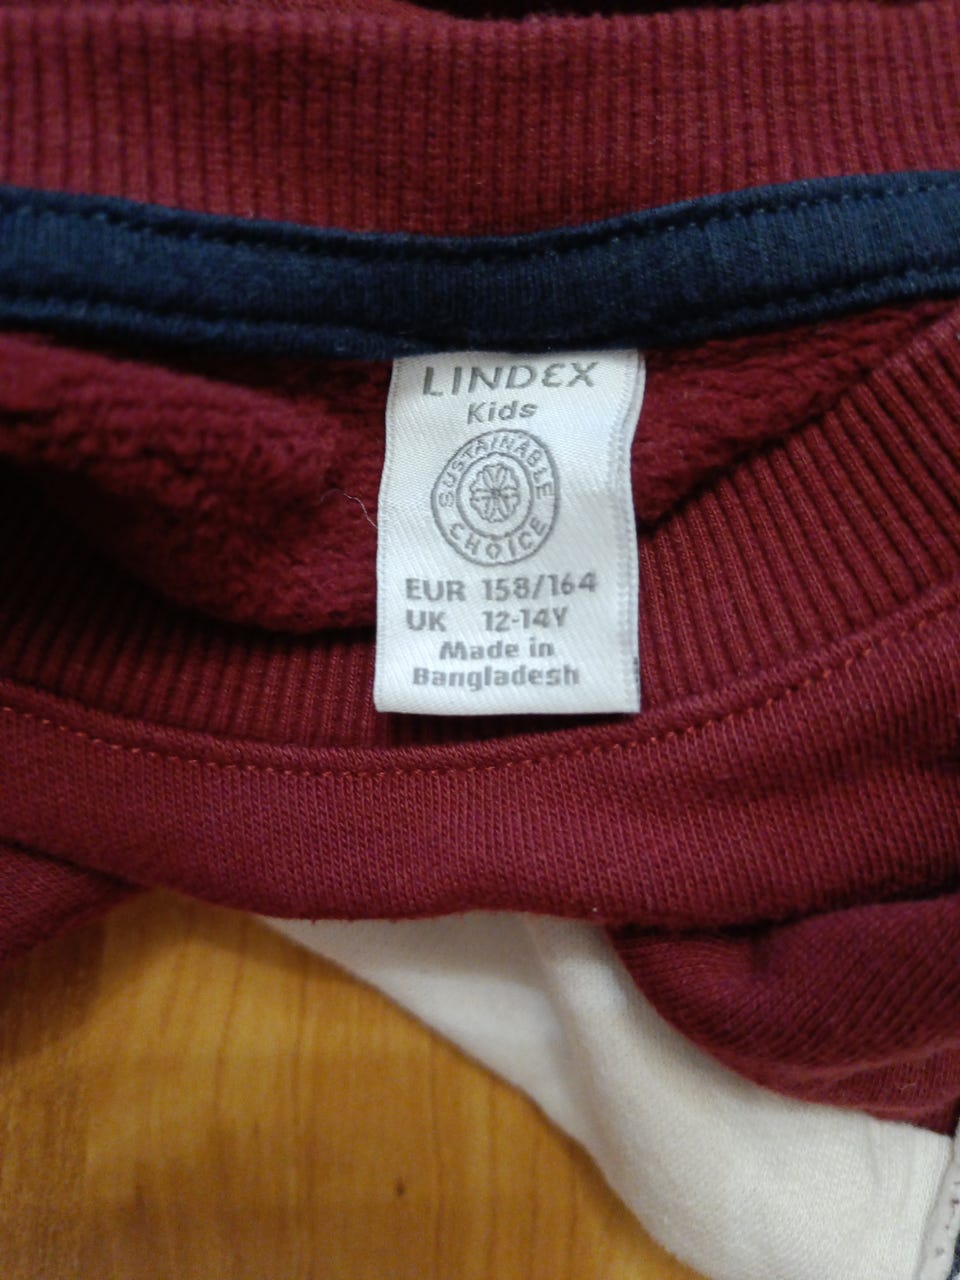 LINDEX
Kids
SUSTAINABLE
CHOICE
EUR 158/164
UK 12-14Y
Made in
Bangladesh